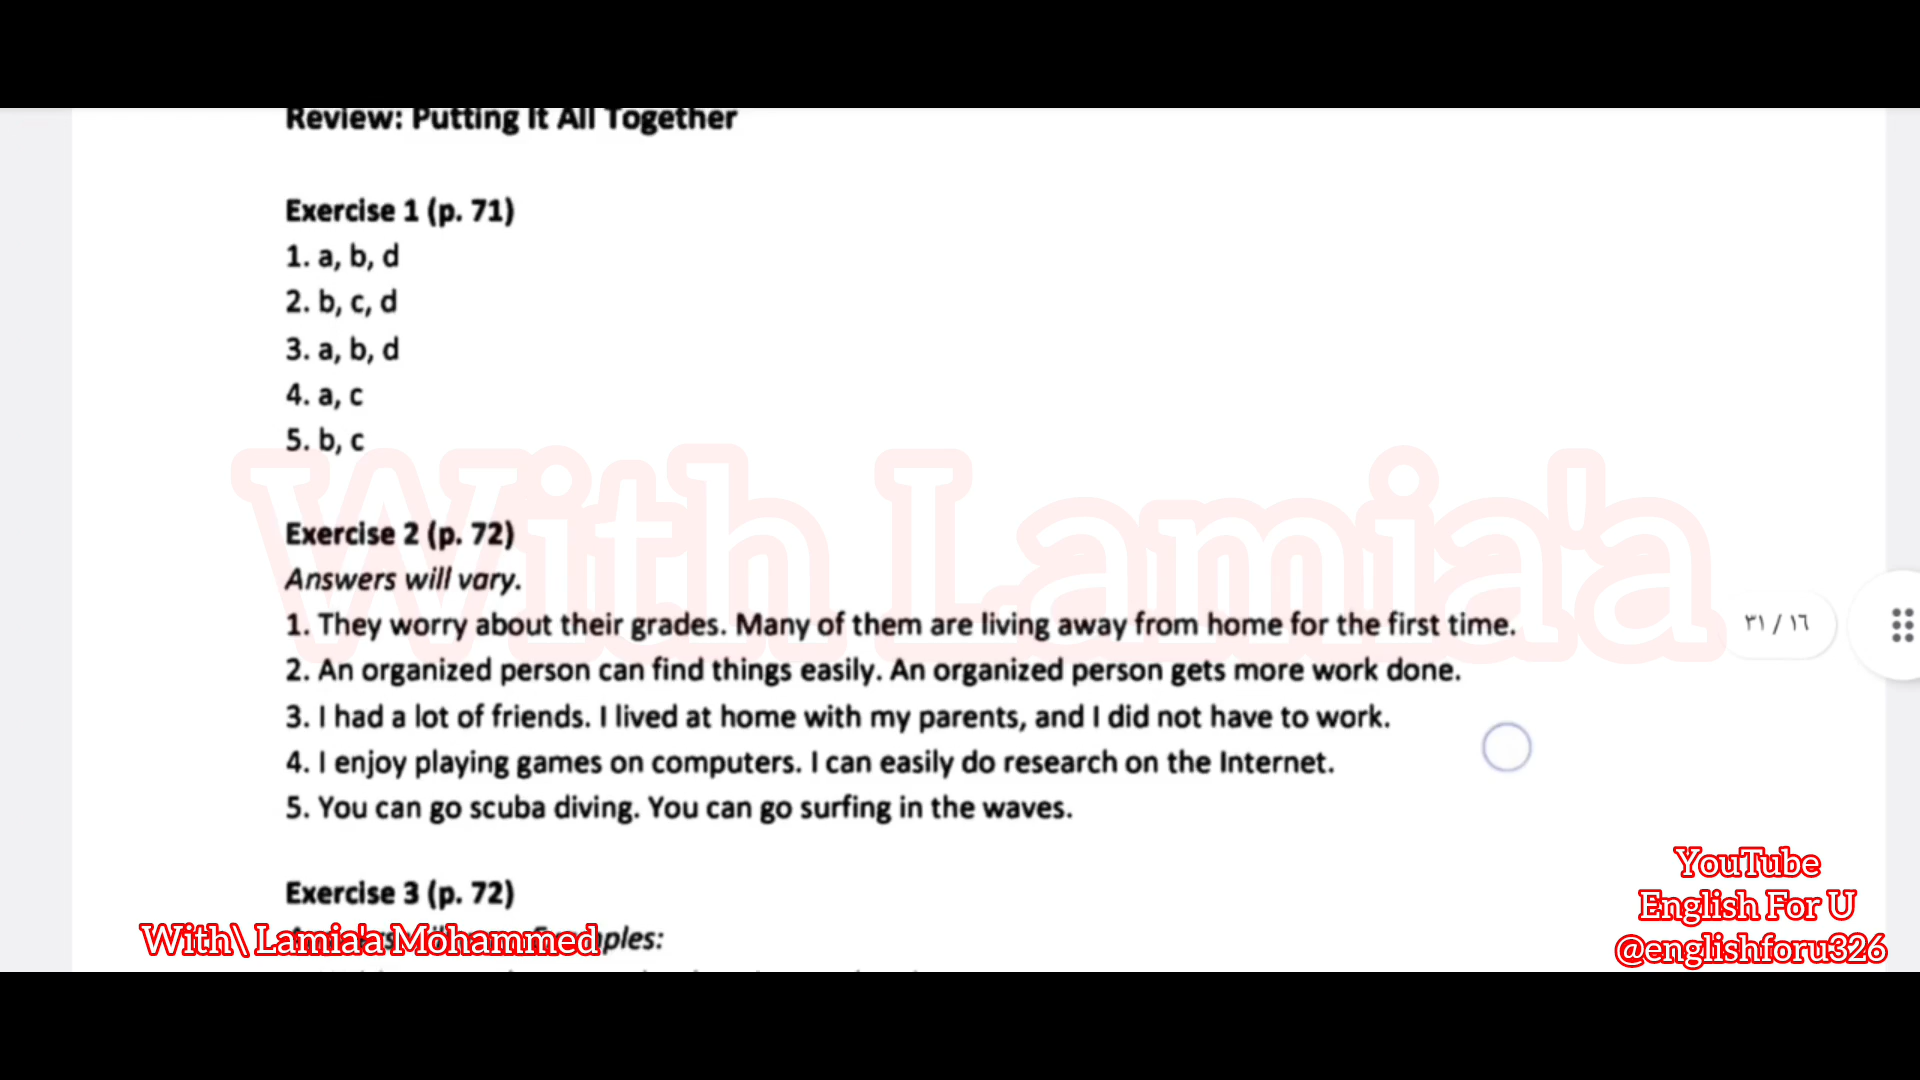 Review: Putting It All Together
Exercise 1 (p. 71)
1. a, b, d
2. b, c, d
3. a, b, d
4. a, c
5. b, c
With Lamia'a
Exercise 2 (p. 72)
Answers will vary.
1. They worry about their grades. Many of them are living away from home for the first time.
٣١ / ١٦
2. An organized person can find things easily. An organized person gets more work done.
3. I had a lot of friends. I lived at home with my parents, and I did not have to work.
4. I enjoy playing games on computers. I can easily do research on the Internet.
5. You can go scuba diving. You can go surfing in the waves.
Exercise 3 (p. 72)
With\ Lamia'a Mohammed
YouTube
English For U
@englishforu326